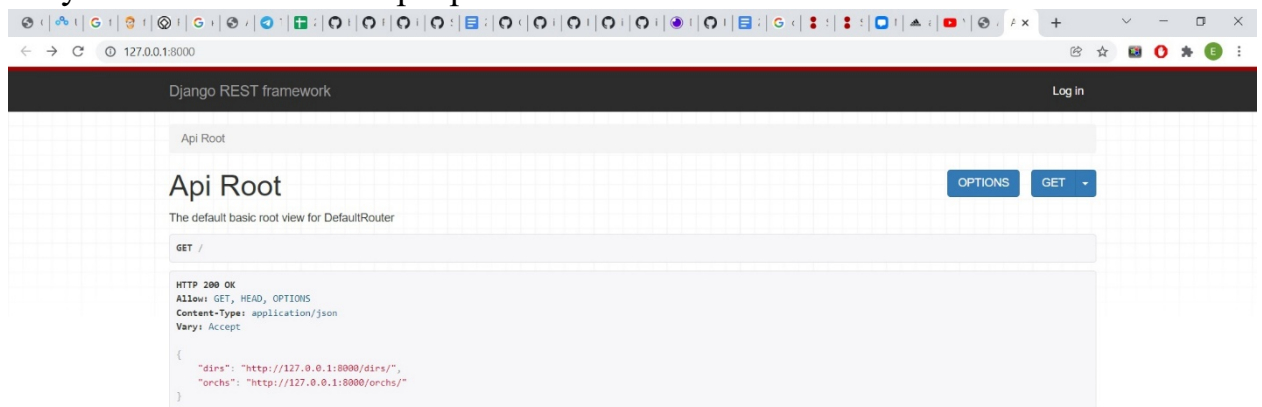 127.0.0.1:8000
E
Django REST framework
Log in
Api Root
Api Root
OPTIONS
GET
The default basic root view for DefaultRouter
GET /
HTTP 200 OK
Allow: GET, HEAD, OPTIONS
Content-Type: application/json
Vary: Accept
{
"dirs": "http://127.0.0.1:8000/dirs/",
"orchs": "http://127.0.0.1:8000/orchs/"
}